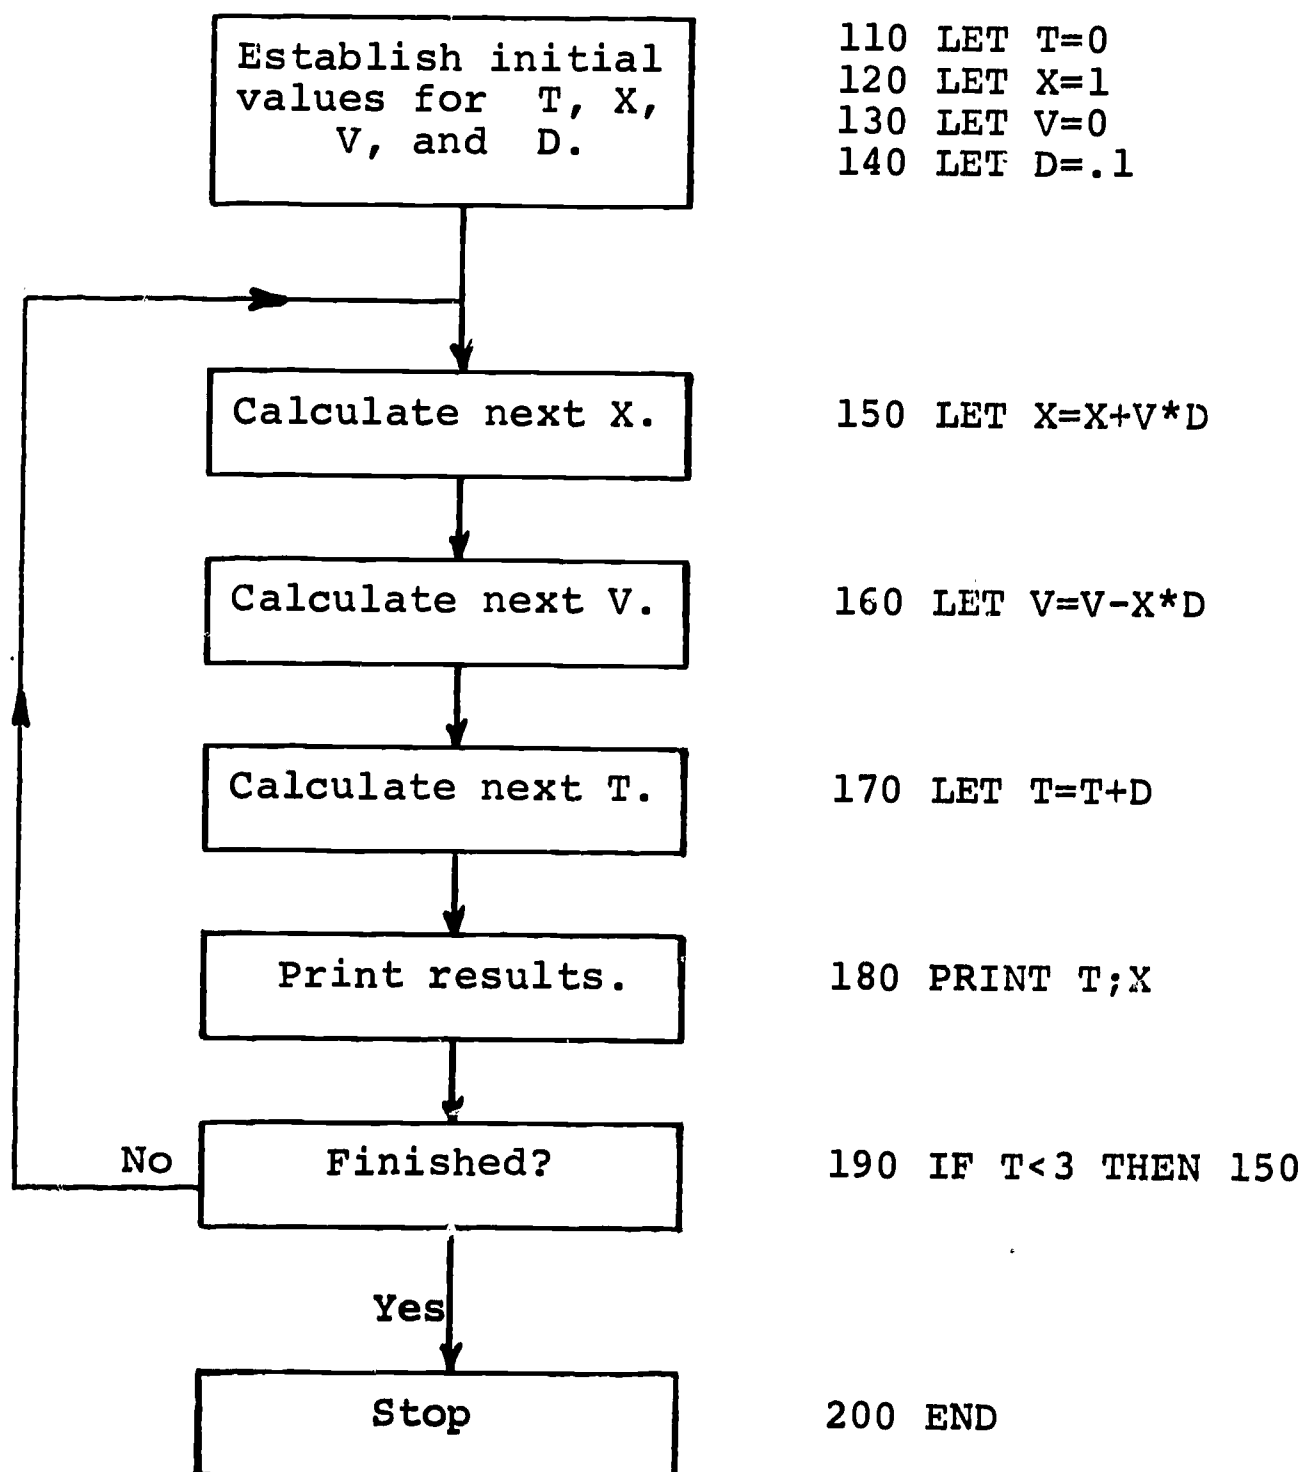 Establish initial
values for T, X,
V, and D.
110 LET T=0
120 LET X=1
130 LET V=0
140 LET D=.1
Calculate next X.
150 LET X=X+V*D
Calculate next V.
160 LET V=V-X*D
Calculate next T.
170 LET T=T+D
Print results.
180 PRINT T;X
No
Finished?
190 IF T<3 THEN 150
Yes
Stop
200 END